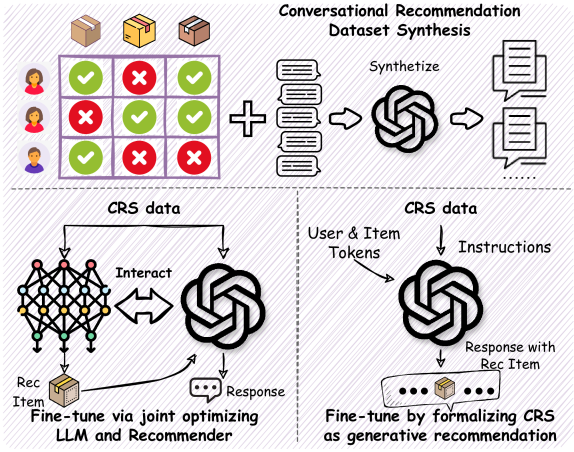 Conversational Recommendation
Dataset Synthesis
Synthetize
......
CRS data
Interact
Rec
Item
Response
Fine-tune via joint optimizing
LLM and Recommender
CRS data
User & Item
Tokens
Instructions
Response with
Rec Item
Fine-tune by formalizing CRS
as generative recommendation